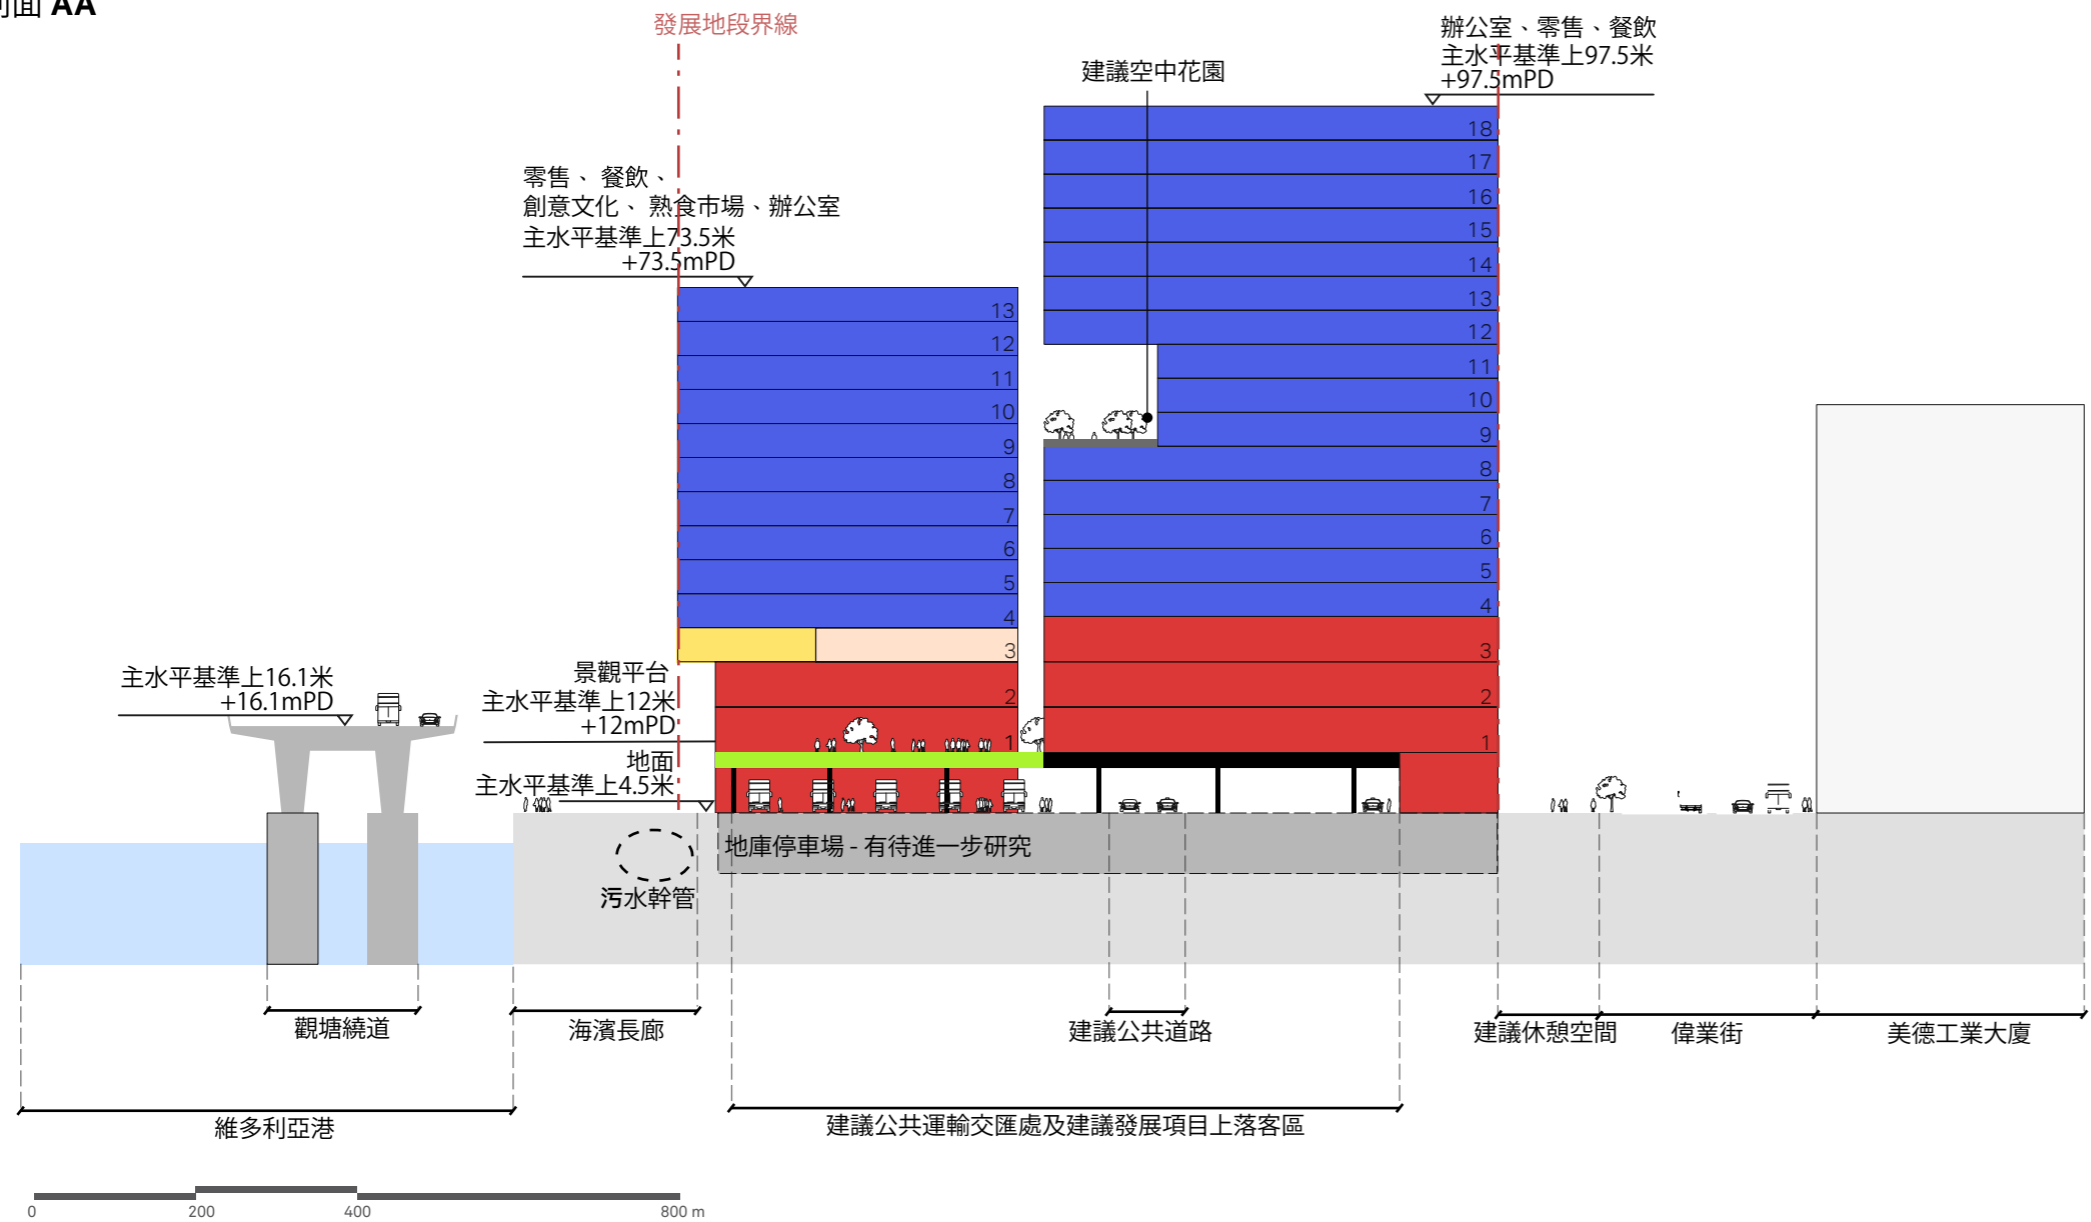 剖面 AA
發展地段界線
辦公室、零售、餐飲
主水平基準上97.5米
+97.5mPD
建議空中花園
零售、 餐飲、
創意文化、 熟食市場、辦公室
主水平基準上73.5米
+73.5mPD
18
17
16
15
14
13
12
11
10
9
8
7
6
5
4
3
2
1
13
12
11
10
9
8
7
6
5
4
3
2
1
主水平基準上16.1米
+16.1mPD
景觀平台
主水平基準上12米
+12mPD
地面
主水平基準上4.5米
地庫停車場 - 有待進一步研究
污水幹管
觀塘繞道
海濱長廊
建議公共道路
建議休憩空間
偉業街
美德工業大廈
維多利亞港
建議公共運輸交匯處及建議發展項目上落客區
0
200
400
800 m